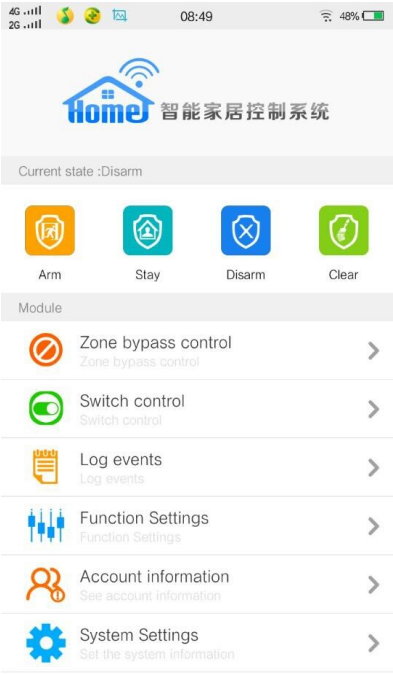 4G
2G
08:49
48%
Home
智能家居控制系统
Current state :Disarm
Arm
Stay
Disarm
Clear
Module
Zone bypass control
Zone bypass control
Switch control
Switch control
Log events
Log events
Function Settings
Function Settings
Account information
See account information
System Settings
Set the system information